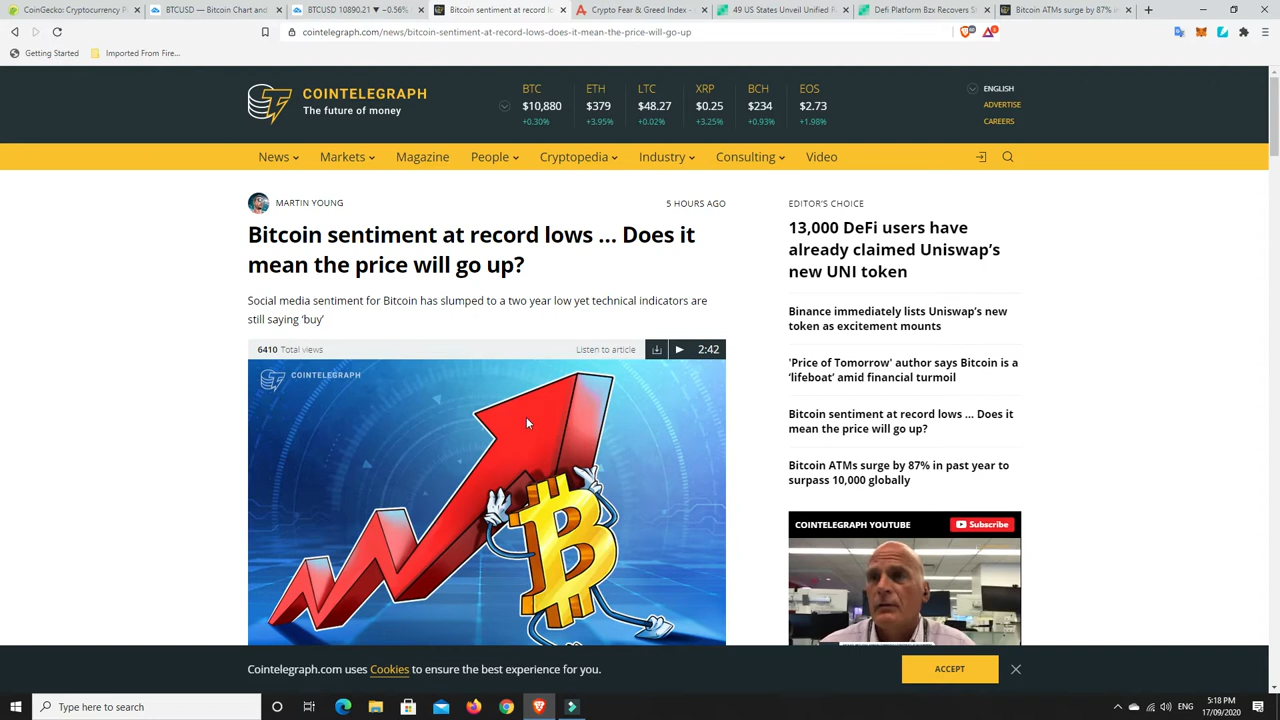 CoinGecko: Cryptocurrency P
BTCUSD — Bitcoin Chart and
BTCUSD 10890.21 ▼ −0.56%
Bitcoin sentiment at record lo
Crypto Fear & Greed Index -
49 US States Unveil Unified R
Defi Platform Bzx Recovers S
Bitcoin ATMs surge by 87% in
cointelegraph.com/news/bitcoin-sentiment-at-record-lows-does-it-mean-the-price-will-go-up
Getting Started
Imported From Fire...
COINTELEGRAPH
The future of money
BTC ETH LTC XRP BCH EOS
$10,880 $379 $48.27 $0.25 $234 $2.73
+0.30% +3.95% +0.02% +3.25% +0.93% +1.98%
ENGLISH
ADVERTISE
CAREERS
News Markets Magazine People Cryptopedia Industry Consulting Video
MARTIN YOUNG
5 HOURS AGO
Bitcoin sentiment at record lows ... Does it
mean the price will go up?
Social media sentiment for Bitcoin has slumped to a two year low yet technical indicators are
still saying ‘buy’
6410 Total views
Listen to article
2:42
COINTELEGRAPH
EDITOR'S CHOICE
13,000 DeFi users have
already claimed Uniswap’s
new UNI token
Binance immediately lists Uniswap’s new
token as excitement mounts
'Price of Tomorrow' author says Bitcoin is a
‘lifeboat’ amid financial turmoil
Bitcoin sentiment at record lows ... Does it
mean the price will go up?
Bitcoin ATMs surge by 87% in past year to
surpass 10,000 globally
COINTELEGRAPH YOUTUBE
Subscribe
Cointelegraph.com uses Cookies to ensure the best experience for you.
ACCEPT
Type here to search
ENG
5:18 PM
17/09/2020